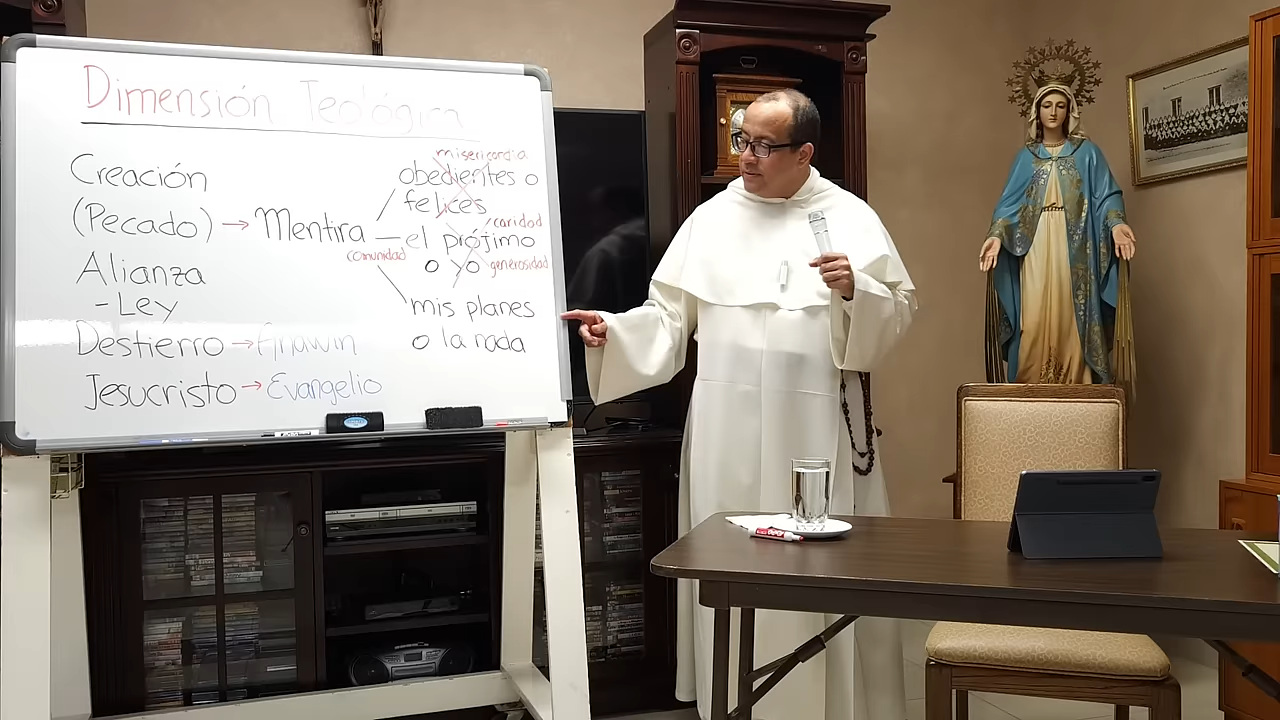 Dimensión Teológica
Creación
(Pecado) → Mentira
Alianza
- Ley
Destierro → Anawin
Jesucristo → Evangelio
misericordia
obedientes o
felices
caridad
el prójimo
comunidad
o yo generosidad
mis planes
o la nada